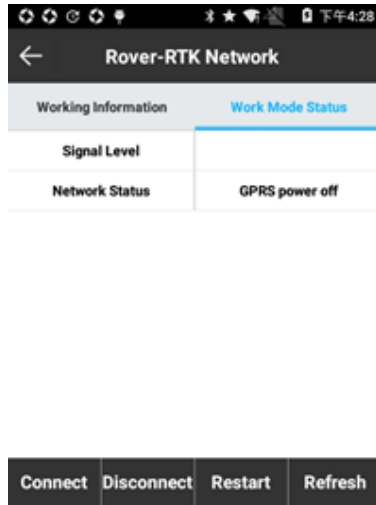 下午4:28
Rover-RTK Network
Working Information
Work Mode Status
Signal Level
Network Status
GPRS power off
Connect
Disconnect
Restart
Refresh